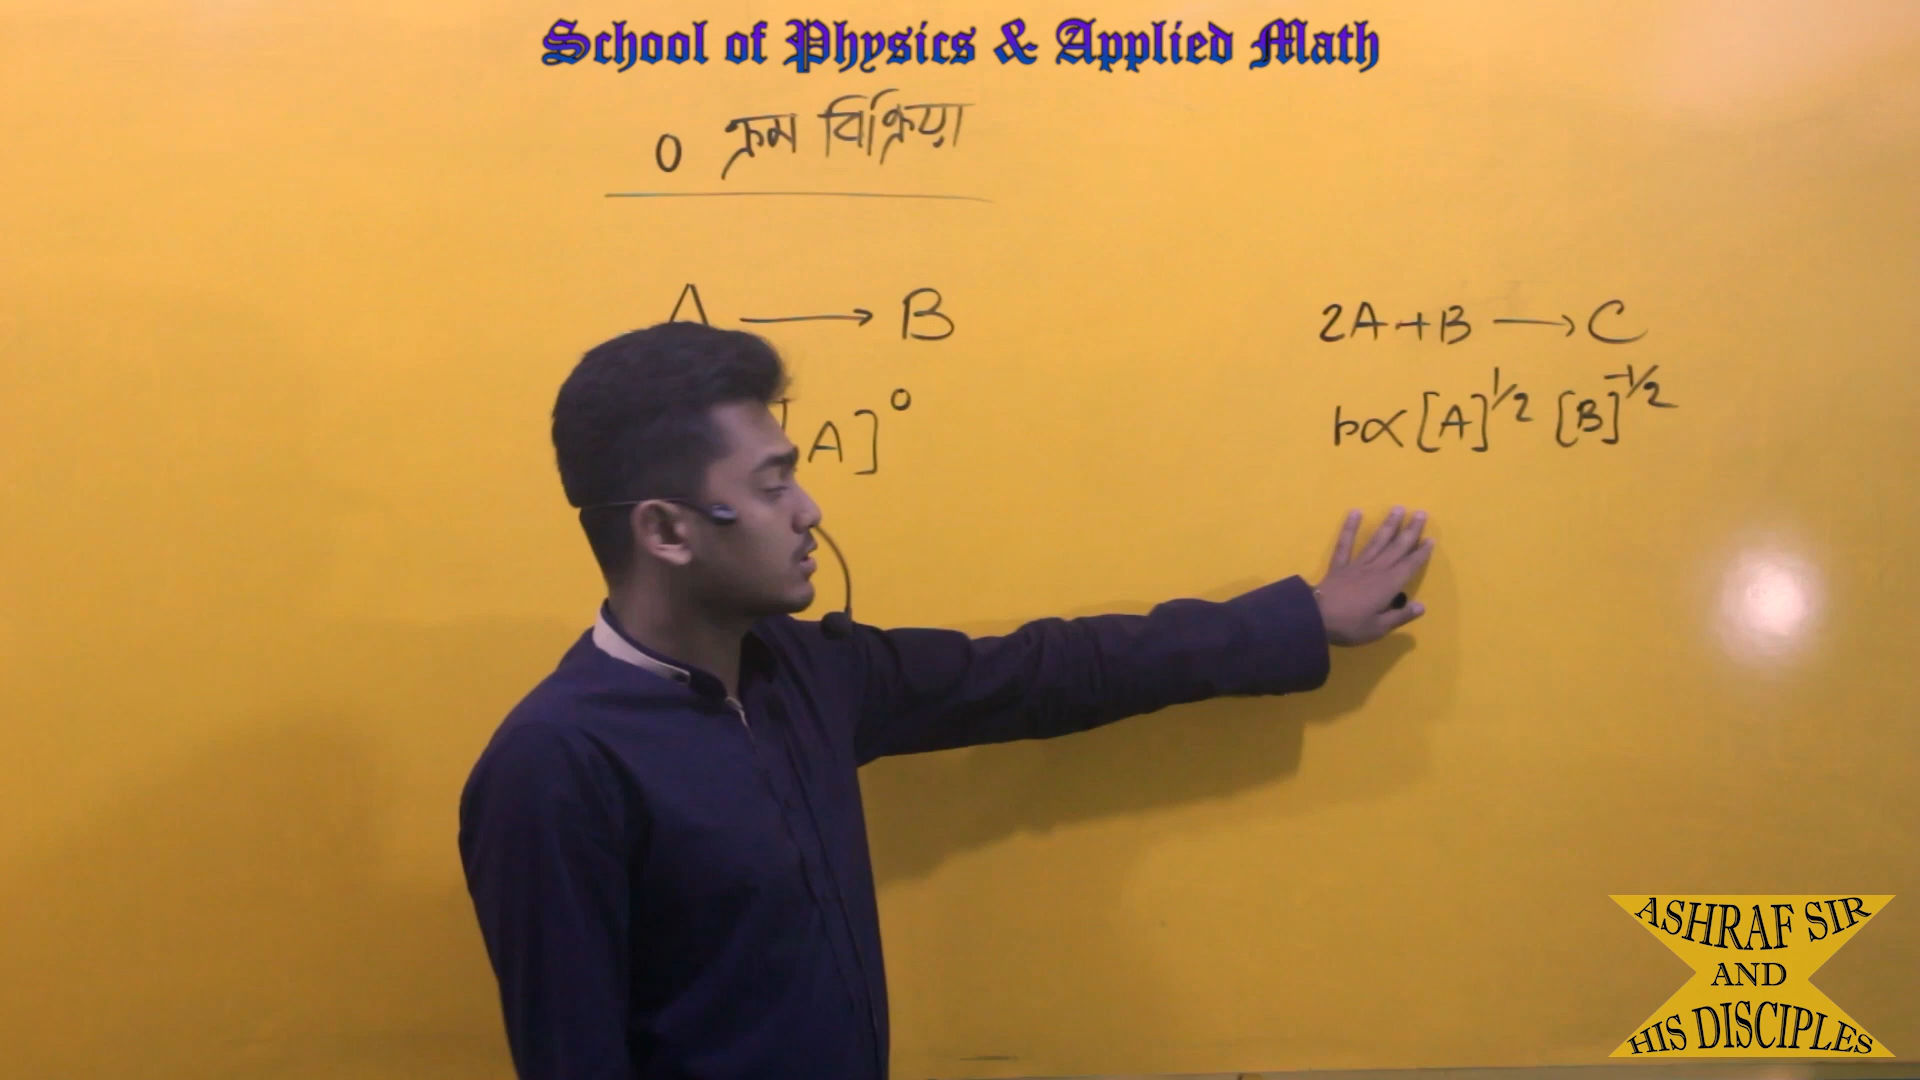 School of Physics & Applied Math
0 ক্রম বিক্রিয়া
A → B
A]⁰
2A+B → C
∝ [A]^1/2 [B]^-1/2
ASHRAF SIR
AND
HIS DISCIPLES